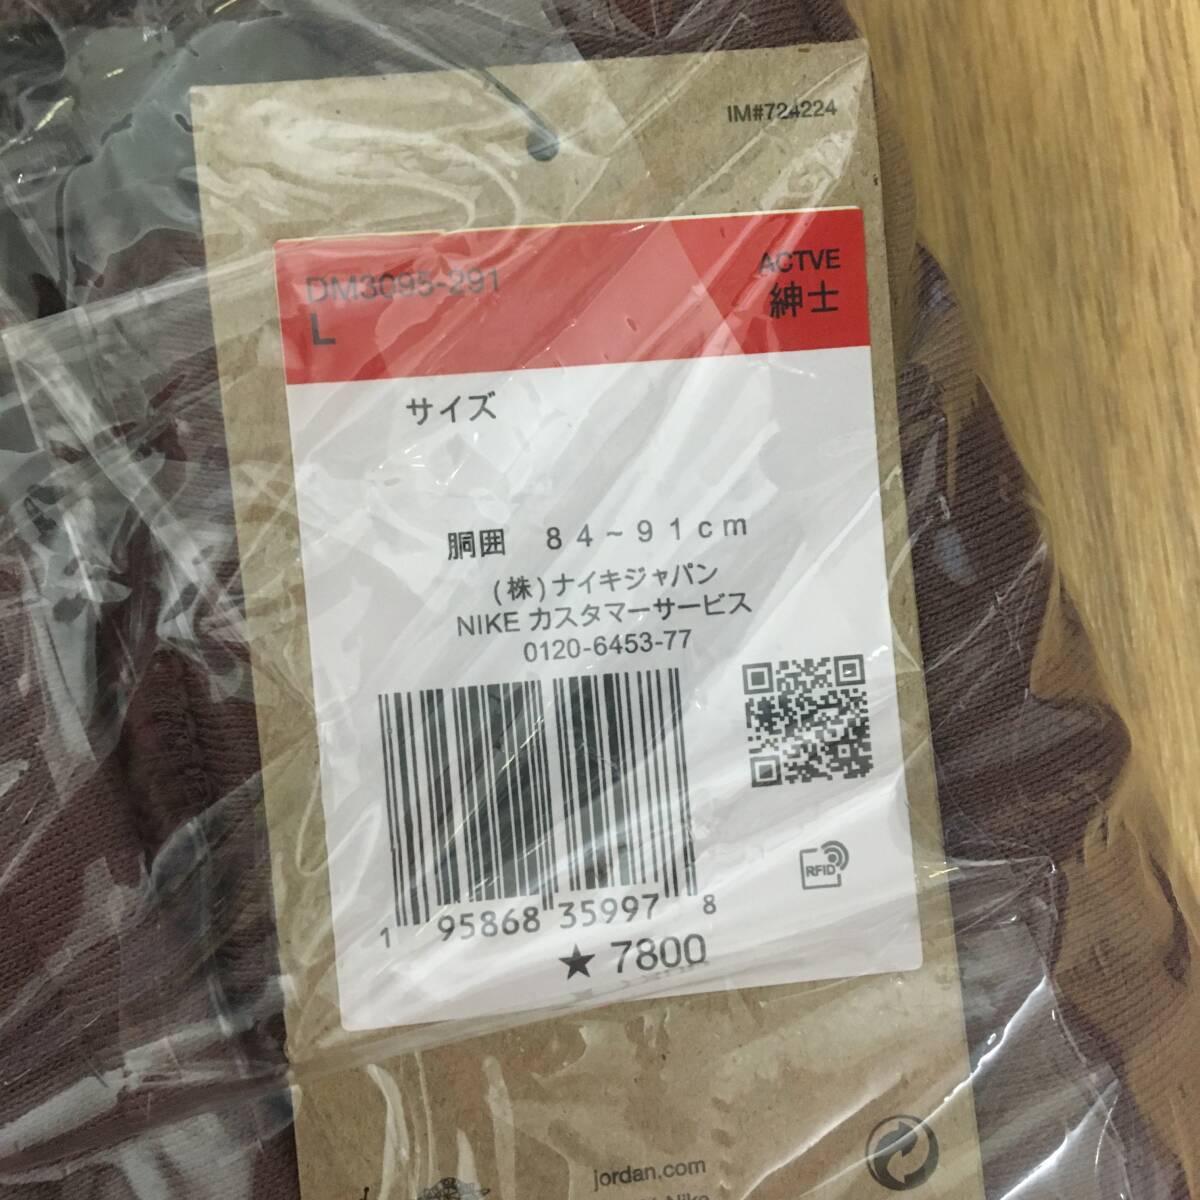 IM#724224
DM3095-291
L
ACTVE
紳士
サイズ
胴囲 84~91cm
(株)ナイキジャパン
NIKE カスタマーサービス
0120-6453-77
RFID
1 95868 35997 8
★ 7800
jordan.com
Nike